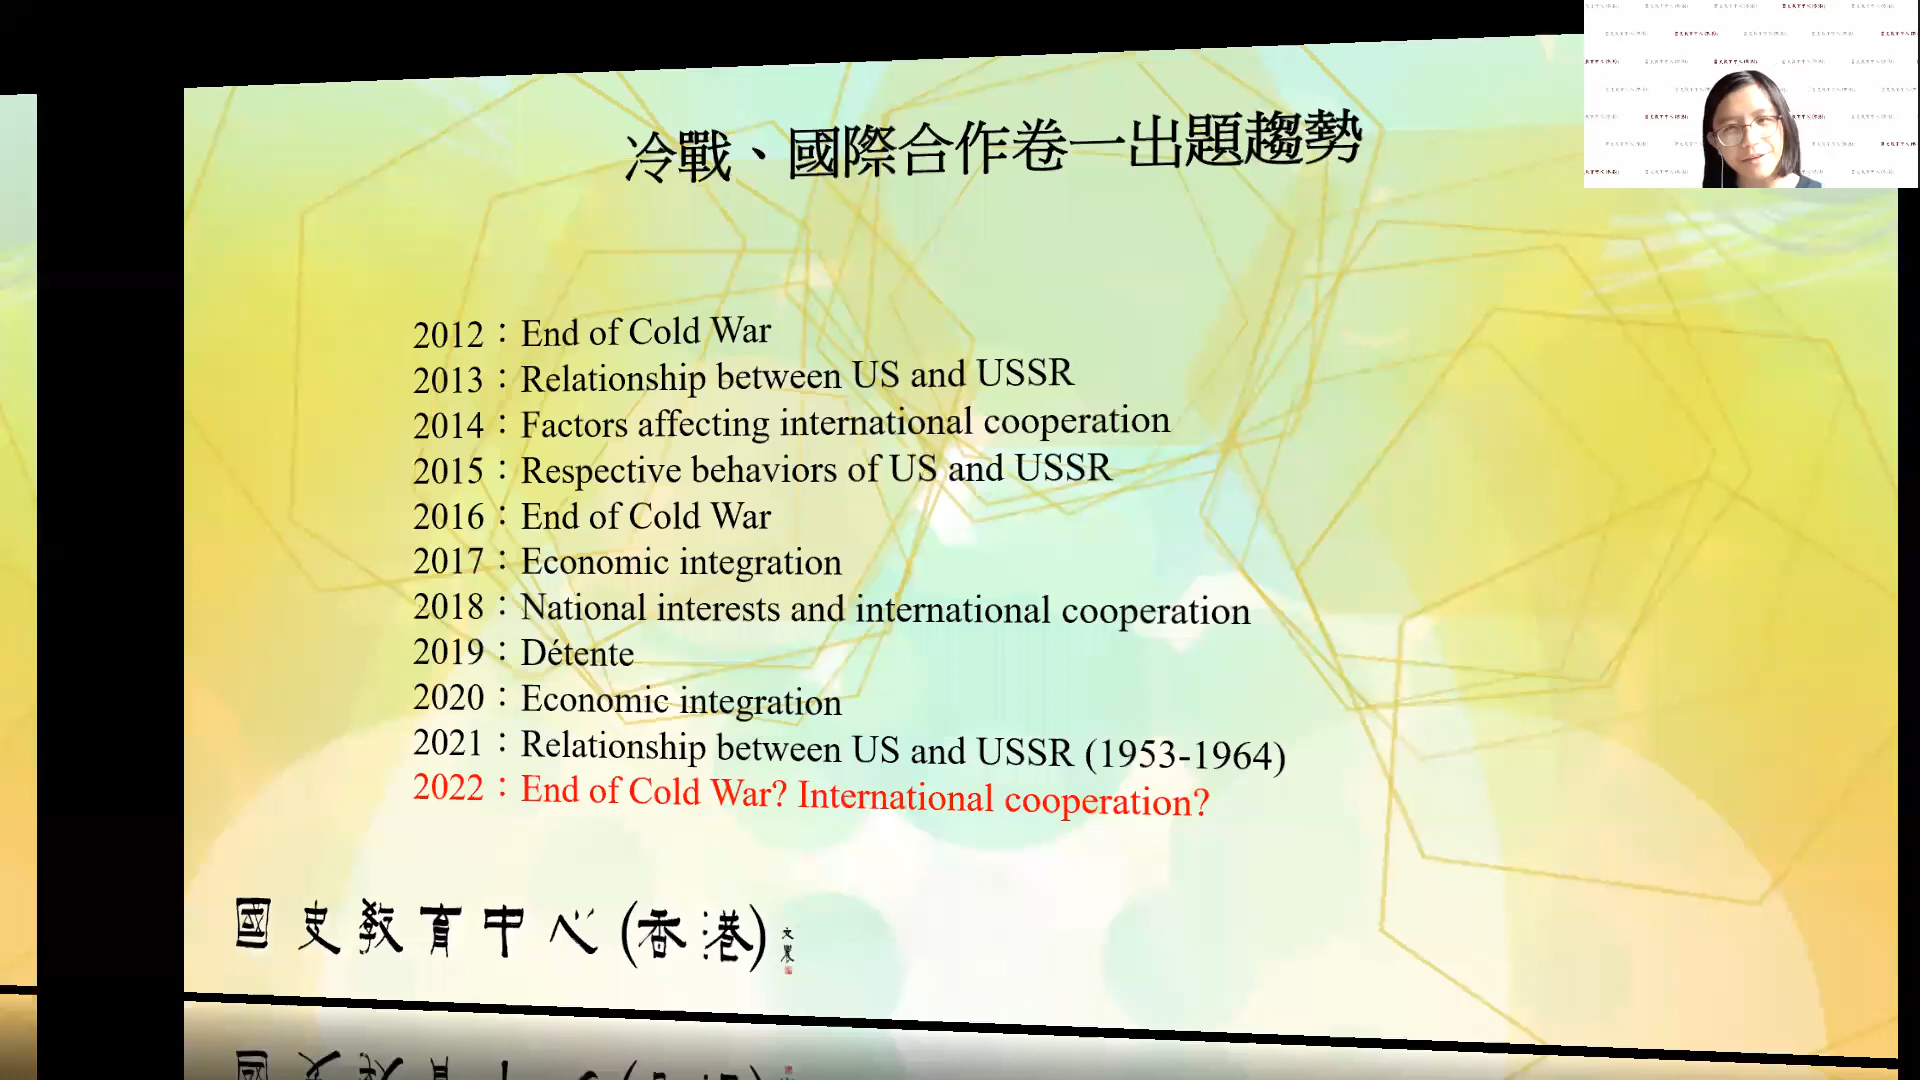 冷戰、國際合作卷一出題趨勢
2012：End of Cold War
2013：Relationship between US and USSR
2014：Factors affecting international cooperation
2015：Respective behaviors of US and USSR
2016：End of Cold War
2017：Economic integration
2018：National interests and international cooperation
2019：Détente
2020：Economic integration
2021：Relationship between US and USSR (1953-1964)
2022：End of Cold War? International cooperation?
國史教育中心(香港)